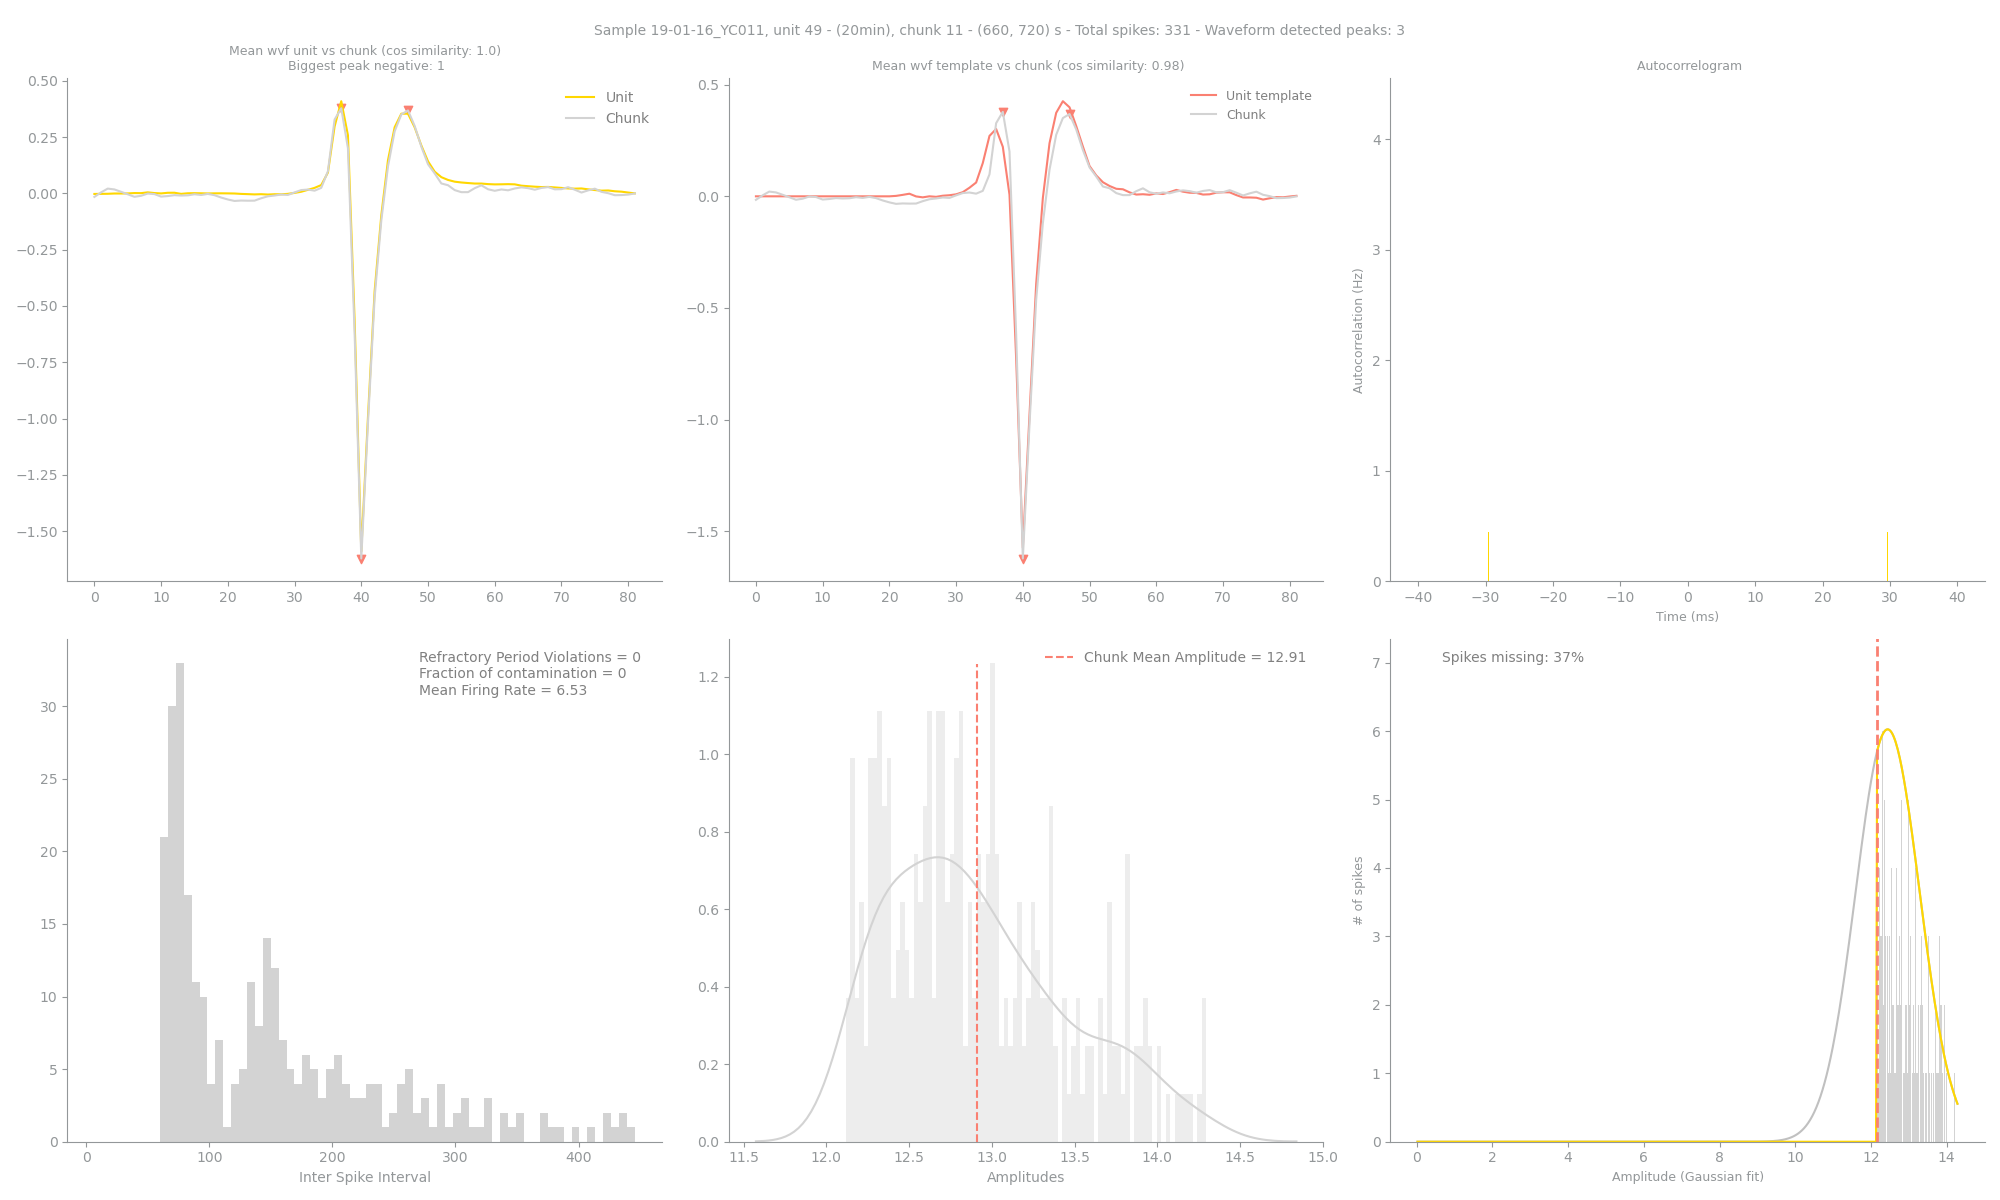 Sample 19-01-16_YC011, unit 49 - (20min), chunk 11 - (660, 720) s - Total spikes: 331 - Waveform detected peaks: 3
Mean wvf unit vs chunk (cos similarity: 1.0)
Biggest peak negative: 1
Unit
Chunk
0.50
0.25
0.00
−0.25
−0.50
−0.75
−1.00
−1.25
−1.50
0 10 20 30 40 50 60 70 80
Mean wvf template vs chunk (cos similarity: 0.98)
Unit template
Chunk
0.5
0.0
−0.5
−1.0
−1.5
0 10 20 30 40 50 60 70 80
Autocorrelogram
Autocorrelation (Hz)
4
3
2
1
0
−40 −30 −20 −10 0 10 20 30 40
Time (ms)
Refractory Period Violations = 0
Fraction of contamination = 0
Mean Firing Rate = 6.53
30
25
20
15
10
5
0
0 100 200 300 400
Inter Spike Interval
Chunk Mean Amplitude = 12.91
1.2
1.0
0.8
0.6
0.4
0.2
0.0
11.5 12.0 12.5 13.0 13.5 14.0 14.5 15.0
Amplitudes
Spikes missing: 37%
# of spikes
7
6
5
4
3
2
1
0
0 2 4 6 8 10 12 14
Amplitude (Gaussian fit)